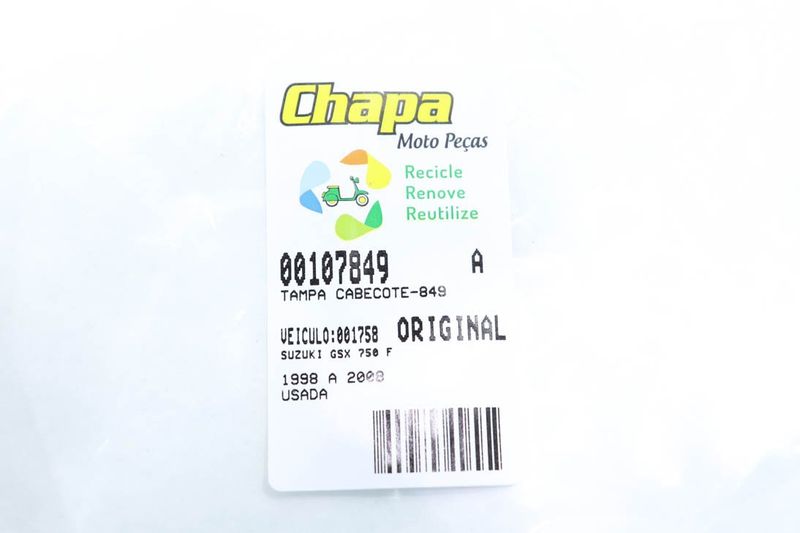 Chapa
Moto Peças
Recicle
Renove
Reutilize
00107849 A
TAMPA CABECOTE-849
VEICULO:001758 ORIGINAL
SUZUKI GSX 750 F
1998 A 2008
USADA